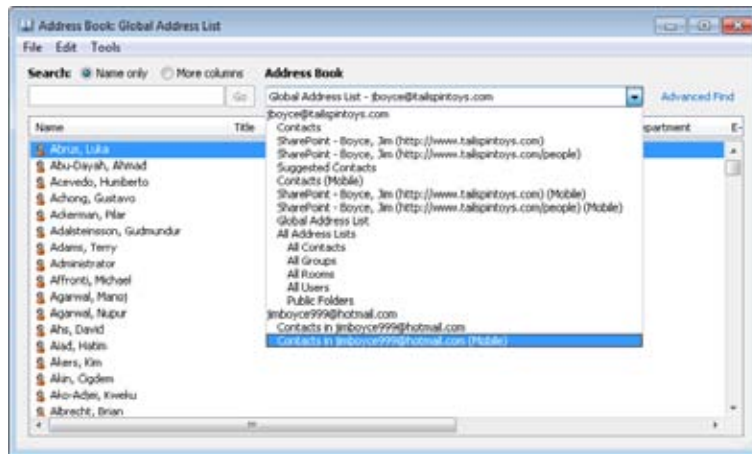 Address Book: Global Address List
File Edit Tools
Search: Name only More columns Address Book
Go Global Address List - jboyce@tailspintoys.com Advanced Find
Name Title partment E-
jboyce@tailspintoys.com
Contacts
SharePoint - Boyce, Jim (http://www.tailspintoys.com)
SharePoint - Boyce, Jim (http://www.tailspintoys.com/people)
Suggested Contacts
Contacts (Mobile)
SharePoint - Boyce, Jim (http://www.tailspintoys.com) (Mobile)
SharePoint - Boyce, Jim (http://www.tailspintoys.com/people) (Mobile)
Global Address List
All Address Lists
All Contacts
All Groups
All Rooms
All Users
Public Folders
jimboyce999@hotmail.com
Contacts in jimboyce999@hotmail.com
Contacts in jimboyce999@hotmail.com (Mobile)
Abrus, Luka
Abu-Dayah, Ahmad
Acevedo, Humberto
Achong, Gustavo
Ackerman, Pilar
Adalsteinsson, Gudmundur
Adams, Terry
Administrator
Affronti, Michael
Agarwal, Manoj
Agarwal, Nupur
Ahs, David
Alad, Hatim
Akers, Kim
Akin, Cigdem
Ako-Adjei, Kweku
Albrecht, Brian